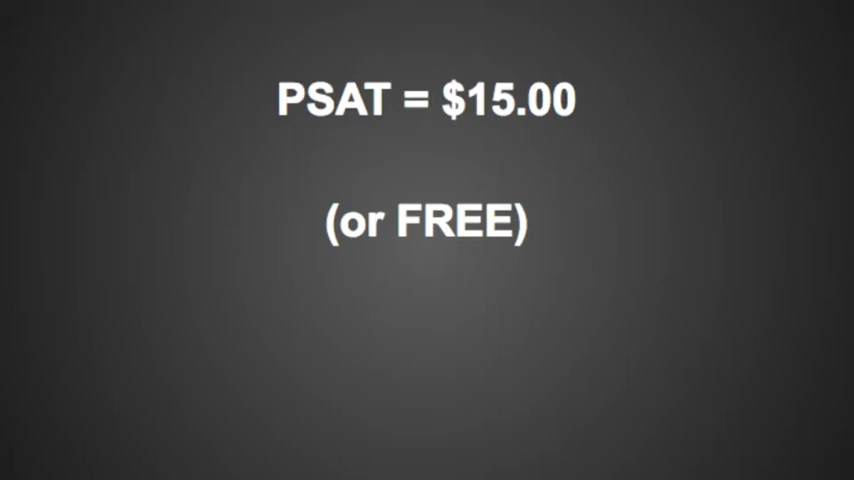 PSAT = $15.00
(or FREE)